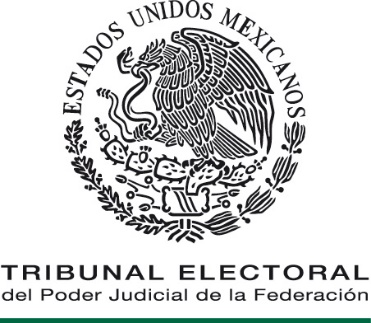 ESTADOS UNIDOS MEXICANOS
TRIBUNAL ELECTORAL
del Poder Judicial de la Federación